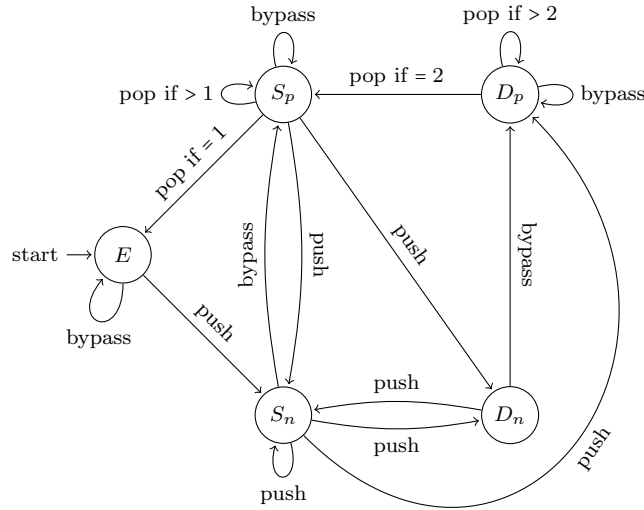 bypass
pop if > 2
pop if > 1
S_p
pop if = 2
D_p
bypass
pop if = 1
start
E
bypass
push
push
bypass
bypass
push
push
S_n
push
push
D_n
push
push